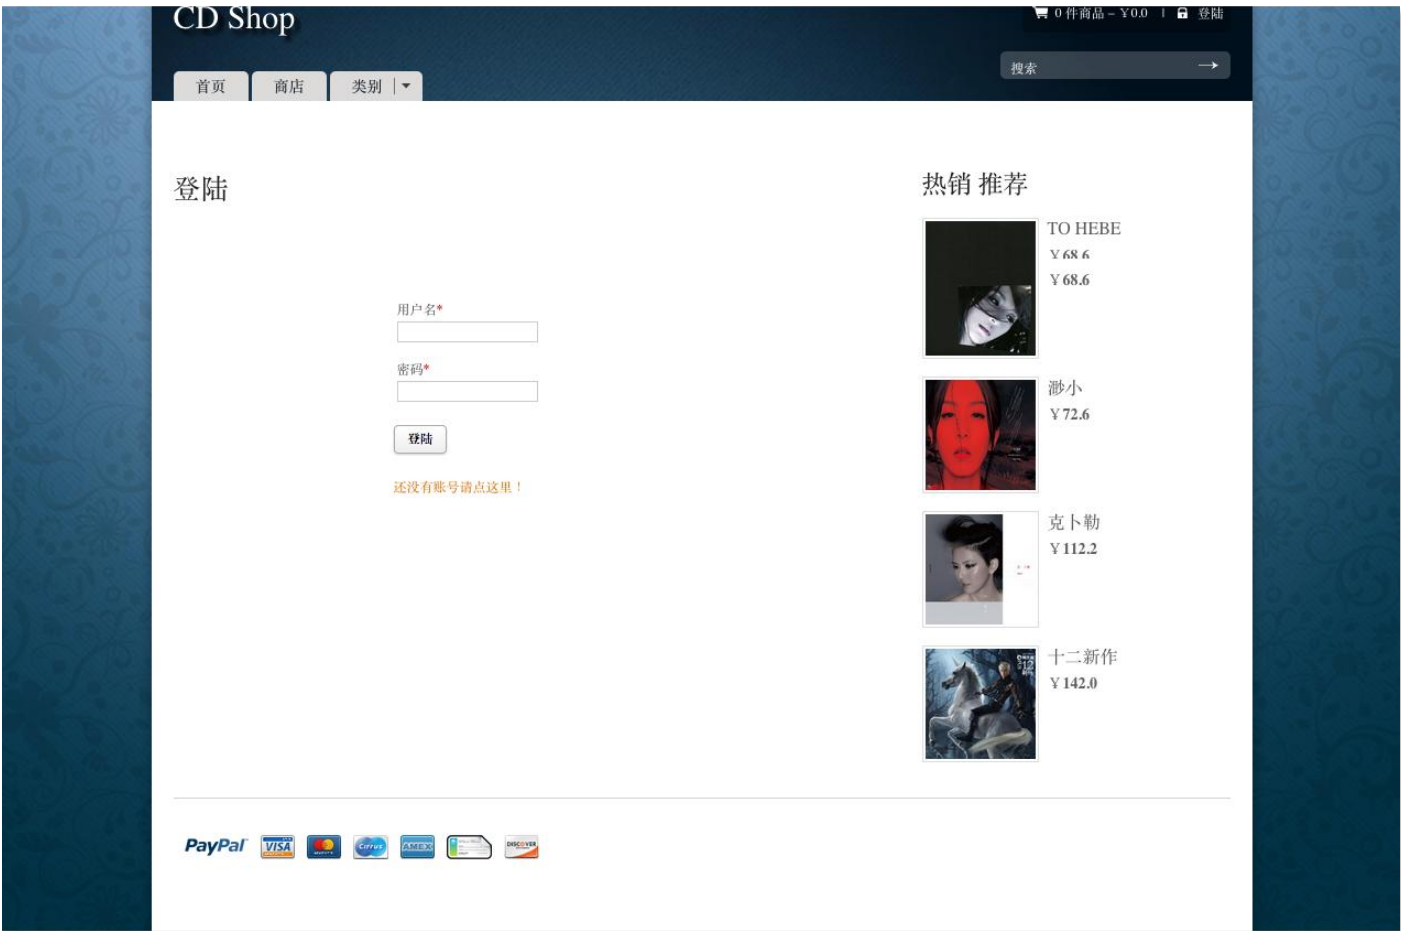 CD Shop
0 件商品 – ￥0.0 | 登陆
搜索
首页 商店 类别
登陆
用户名*
密码*
登陆
还没有账号请点这里！
热销 推荐
TO HEBE
￥68.6
￥68.6
渺小
￥72.6
克卜勒
￥112.2
十二新作
￥142.0
PayPal VISA Cirrus AMEX DISCOVER